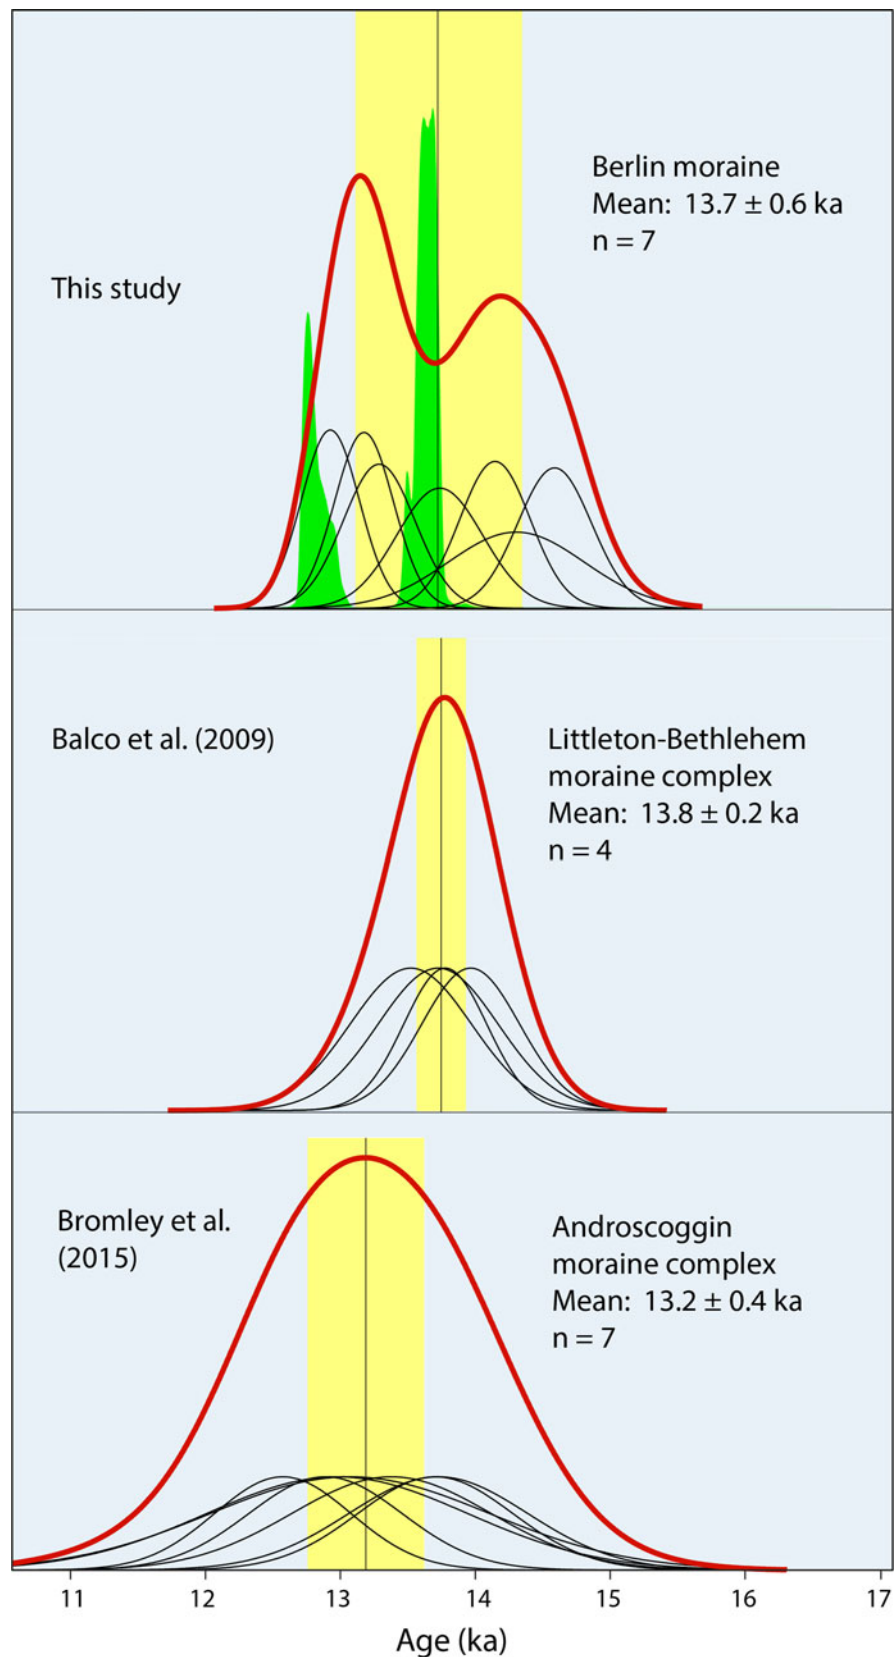 Berlin moraine
Mean: 13.7 ± 0.6 ka
n = 7
This study
Balco et al. (2009)
Littleton-Bethlehem
moraine complex
Mean: 13.8 ± 0.2 ka
n = 4
Bromley et al.
(2015)
Androscoggin
moraine complex
Mean: 13.2 ± 0.4 ka
n = 7
11 12 13 14 15 16 17
Age (ka)